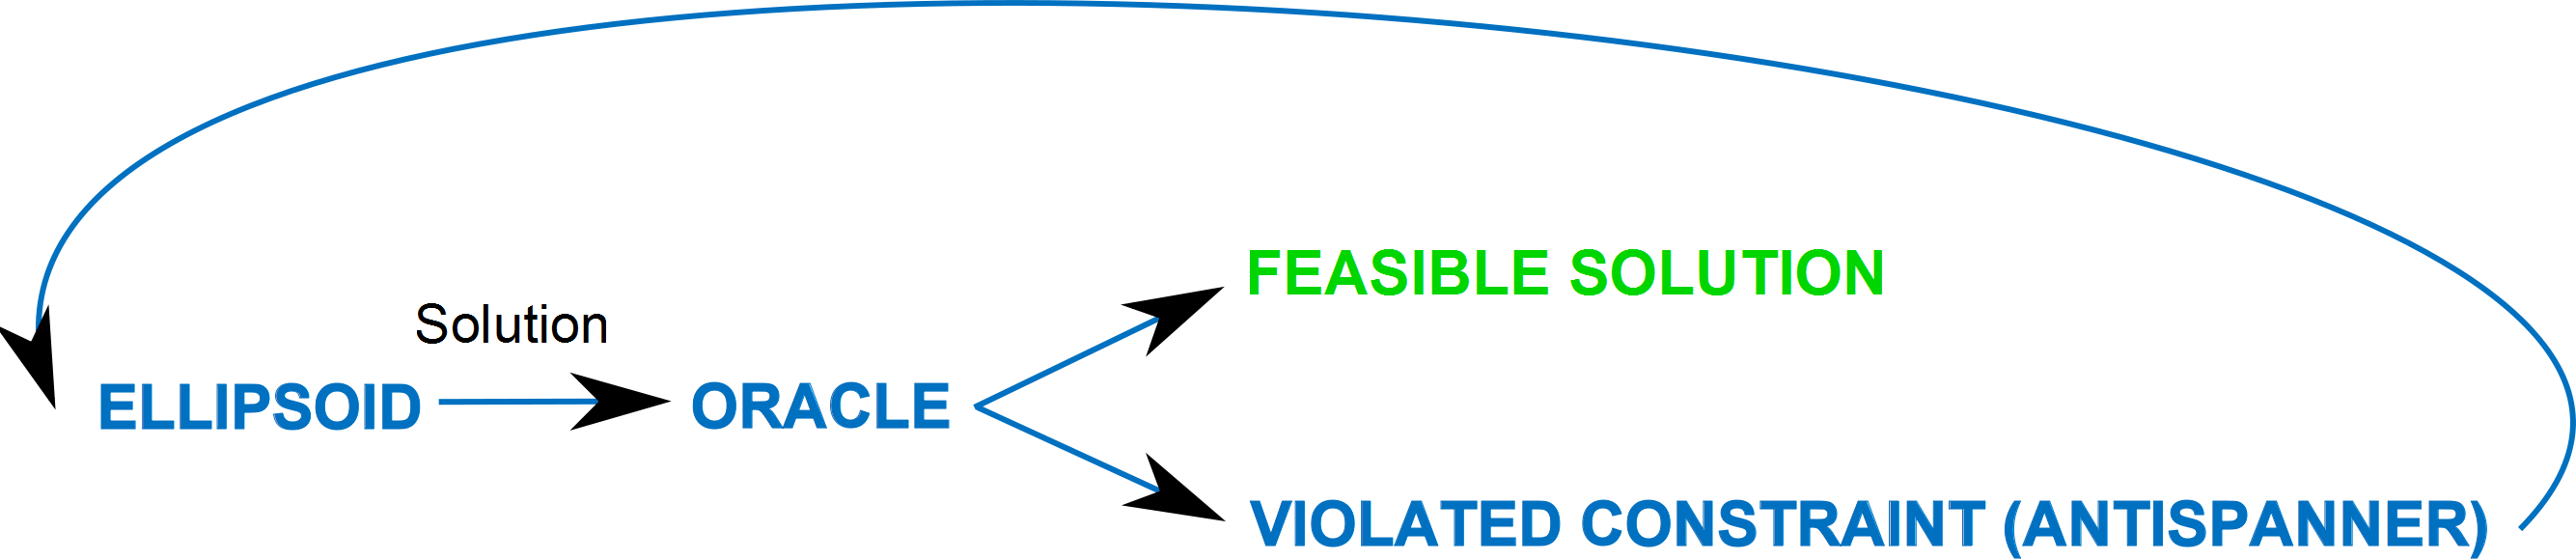 FEASIBLE SOLUTION
Solution
ELLIPSOID
ORACLE
VIOLATED CONSTRAINT (ANTISPANNER)